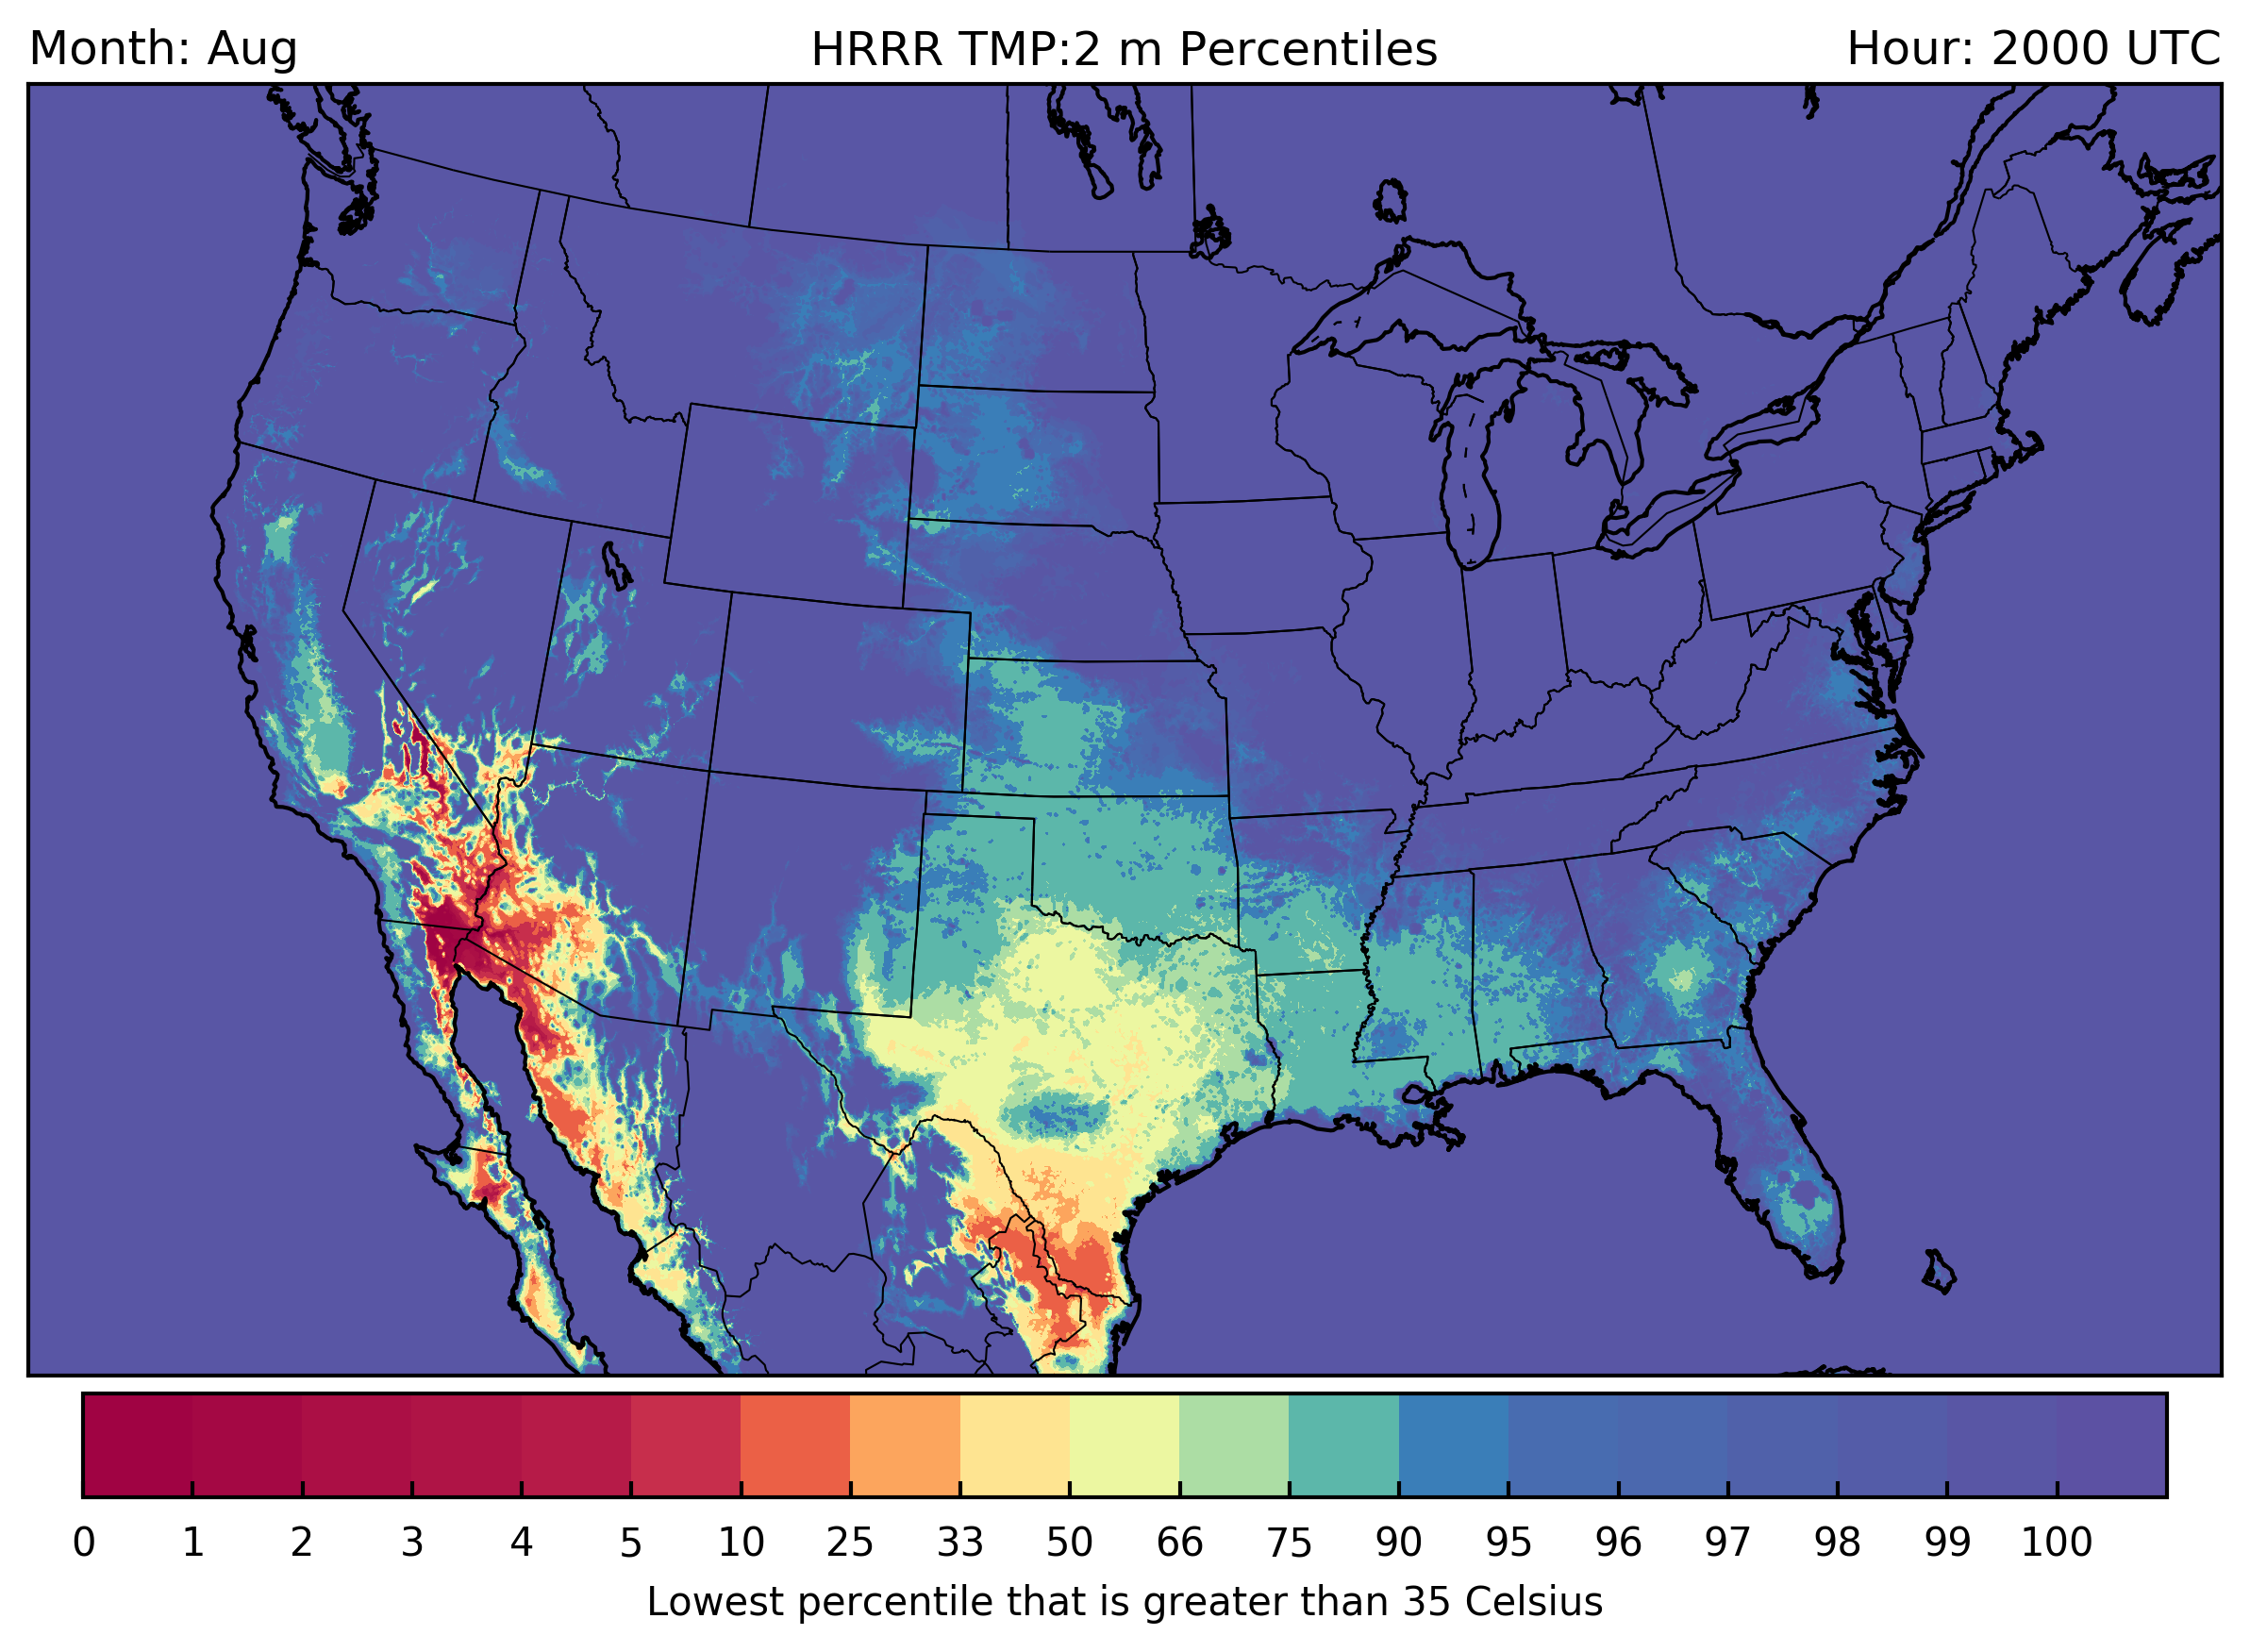 Month: Aug HRRR TMP:2 m Percentiles Hour: 2000 UTC
0 1 2 3 4 5 10 25 33 50 66 75 90 95 96 97 98 99 100
Lowest percentile that is greater than 35 Celsius